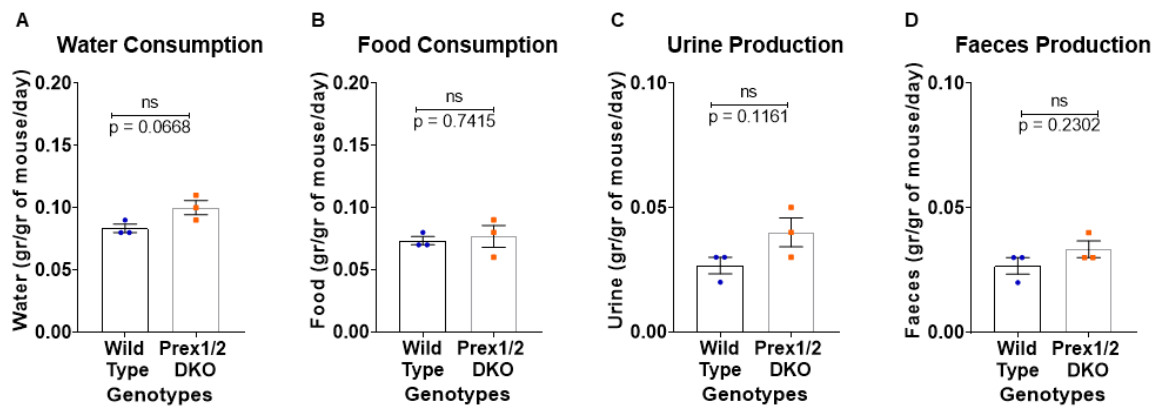 A
Water Consumption
Water (gr/gr of mouse/day)
0.20
0.15
0.10
0.05
0.00
ns
p = 0.0668
Wild
Type
Prex1/2
DKO
Genotypes
B
Food Consumption
Food (gr/gr of mouse/day)
0.20
0.15
0.10
0.05
0.00
ns
p = 0.7415
Wild
Type
Prex1/2
DKO
Genotypes
C
Urine Production
Urine (gr/gr of mouse/day)
0.10
0.05
0.00
ns
p = 0.1161
Wild
Type
Prex1/2
DKO
Genotypes
D
Faeces Production
Faeces (gr/gr of mouse/day)
0.10
0.05
0.00
ns
p = 0.2302
Wild
Type
Prex1/2
DKO
Genotypes